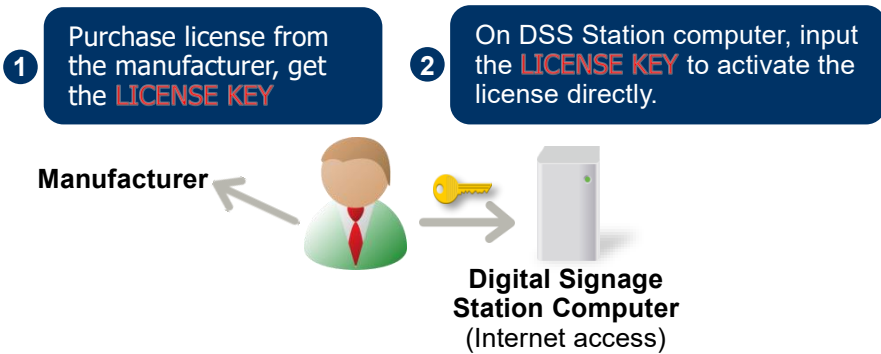 1
Purchase license from
the manufacturer, get
the LICENSE KEY
2
On DSS Station computer, input
the LICENSE KEY to activate the
license directly.
Manufacturer
Digital Signage
Station Computer
(Internet access)